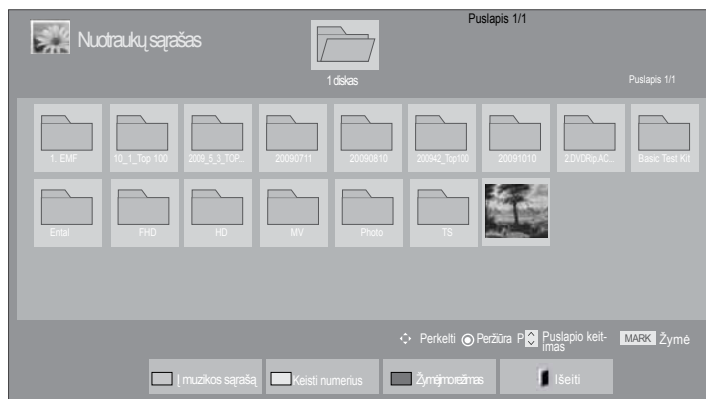 Puslapis 1/1
Nuotraukų sąrašas
1 diskas
Puslapis 1/1
1. EMF
10_1_Top 100
2009_5_3_TOP...
20090711
20090810
200942_Top100
20091010
2.DVDRip AC...
Basic Test Kit
Ental
FHD
HD
MV
Photo
TS
Perkelti Peržiūra P Puslapio keit-
imas
MARK Žymė
Į muzikos sąrašą
Keisti numerius
Žymėjimo režimas
Išeiti